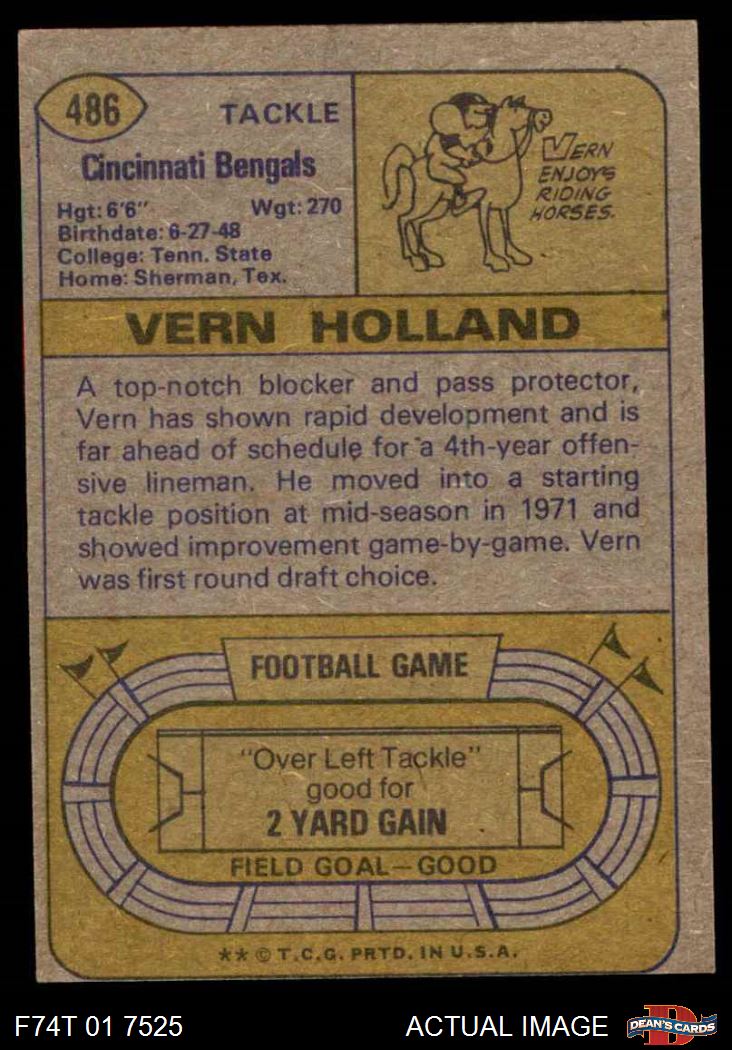 486
TACKLE
Cincinnati Bengals
Hgt: 6'6" Wgt: 270
Birthdate: 6-27-48
College: Tenn. State
Home: Sherman, Tex.
VERN
ENJOYS
RIDING
HORSES.
VERN HOLLAND
A top-notch blocker and pass protector,
Vern has shown rapid development and is
far ahead of schedule for a 4th-year offen-
sive lineman. He moved into a starting
tackle position at mid-season in 1971 and
showed improvement game-by-game. Vern
was first round draft choice.
FOOTBALL GAME
"Over Left Tackle"
good for
2 YARD GAIN
FIELD GOAL—GOOD
** © T.C.G. PRTD. IN U.S.A.
F74T 01 7525 ACTUAL IMAGE
D
DEAN'S CARDS